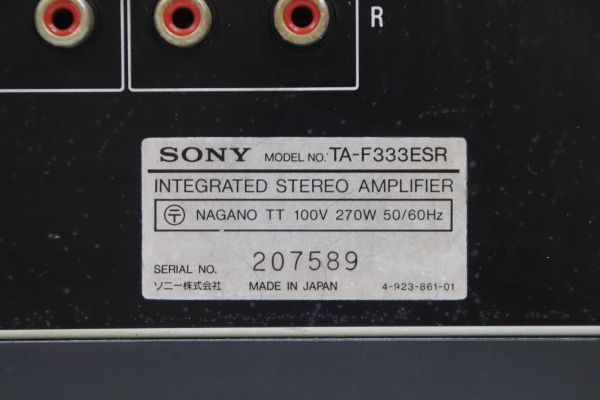 R
SONY MODEL NO. TA-F333ESR
INTEGRATED STEREO AMPLIFIER
〒 NAGANO TT 100V 270W 50/60Hz
SERIAL NO. 207589
ソニー株式会社 MADE IN JAPAN 4-923-861-01